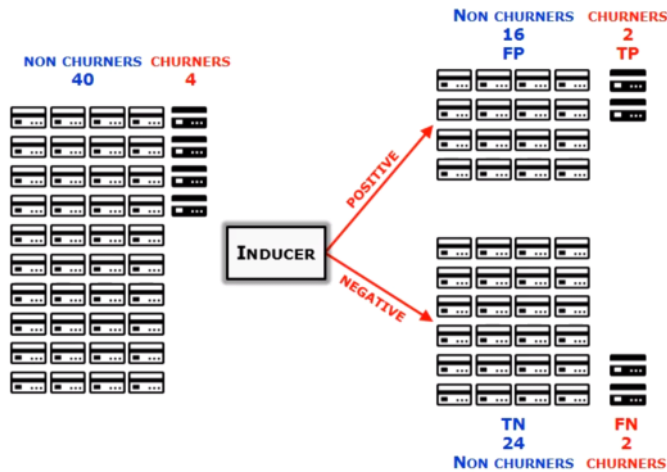 NON CHURNERS CHURNERS
40 4
INDUCER
POSITIVE
NEGATIVE
NON CHURNERS CHURNERS
16 2
FP TP
TN FN
24 2
NON CHURNERS CHURNERS